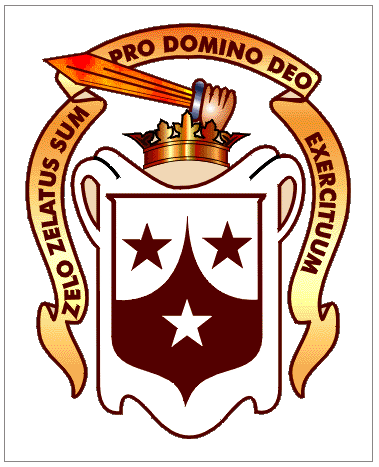 ZELO ZELATUS SUM
PRO DOMINO DEO
EXERCITUUM